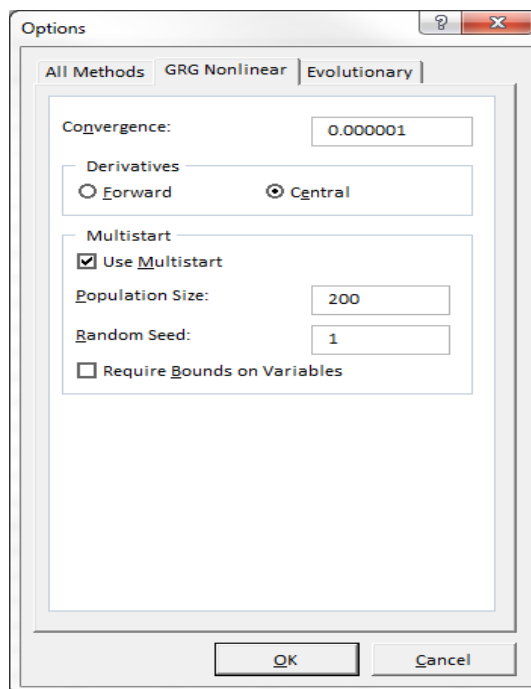 Options
All Methods GRG Nonlinear Evolutionary
Convergence: 0.000001
Derivatives
Forward Central
Multistart
Use Multistart
Population Size: 200
Random Seed: 1
Require Bounds on Variables
OK Cancel